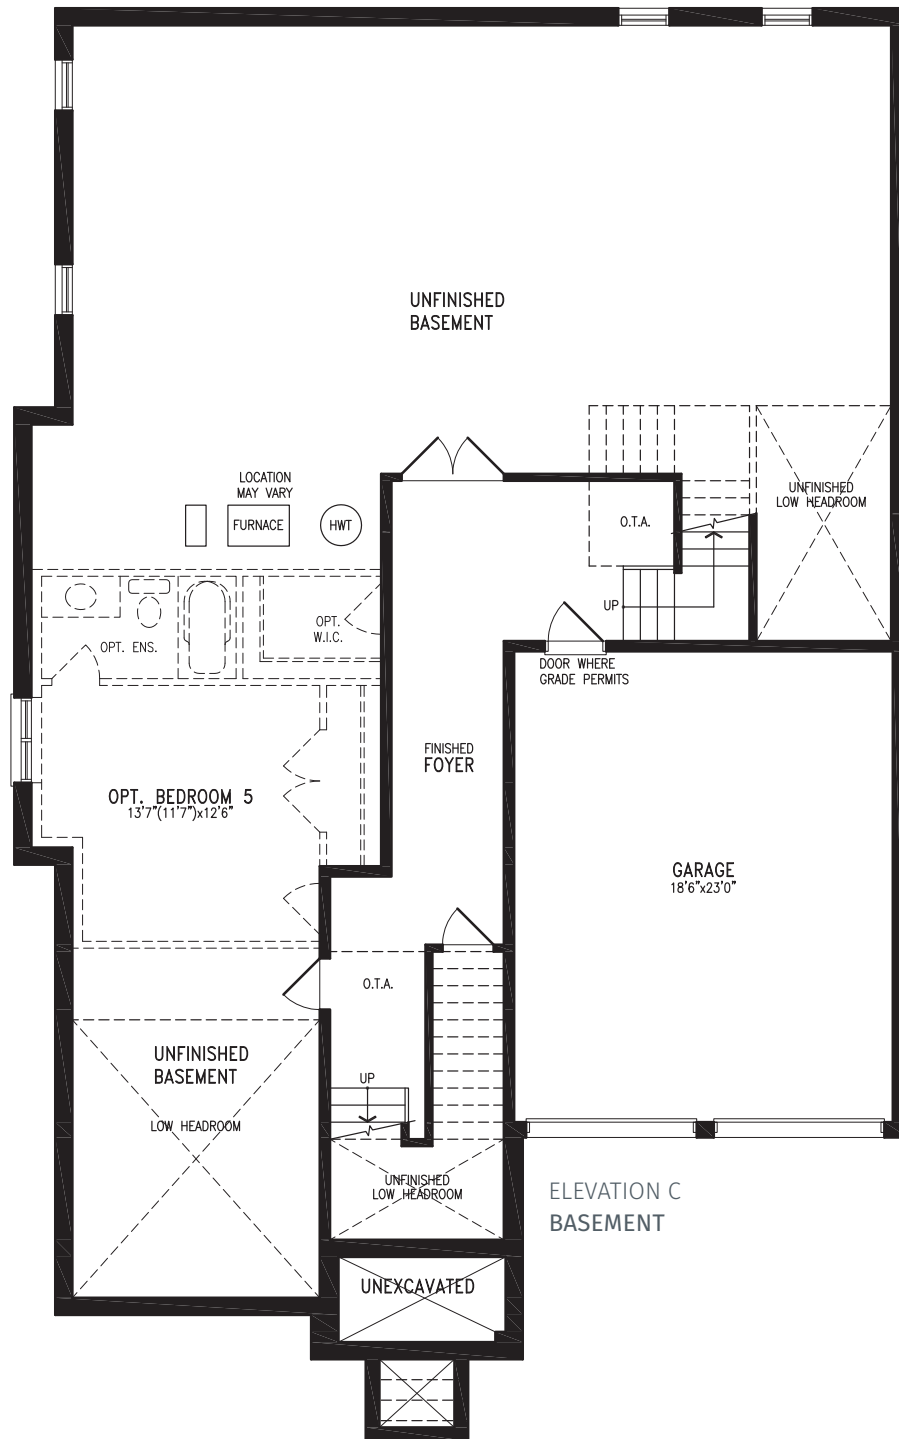 UNFINISHED
BASEMENT
LOCATION
MAY VARY
FURNACE
HWT
UNFINISHED
LOW HEADROOM
O.T.A.
UP
OPT.
W.I.C.
OPT. ENS.
DOOR WHERE
GRADE PERMITS
FINISHED
FOYER
OPT. BEDROOM 5
13'7"(11'7")x12'6"
GARAGE
18'6"x23'0"
O.T.A.
UNFINISHED
BASEMENT
LOW HEADROOM
UP
UNFINISHED
LOW HEADROOM
ELEVATION C
BASEMENT
UNEXCAVATED